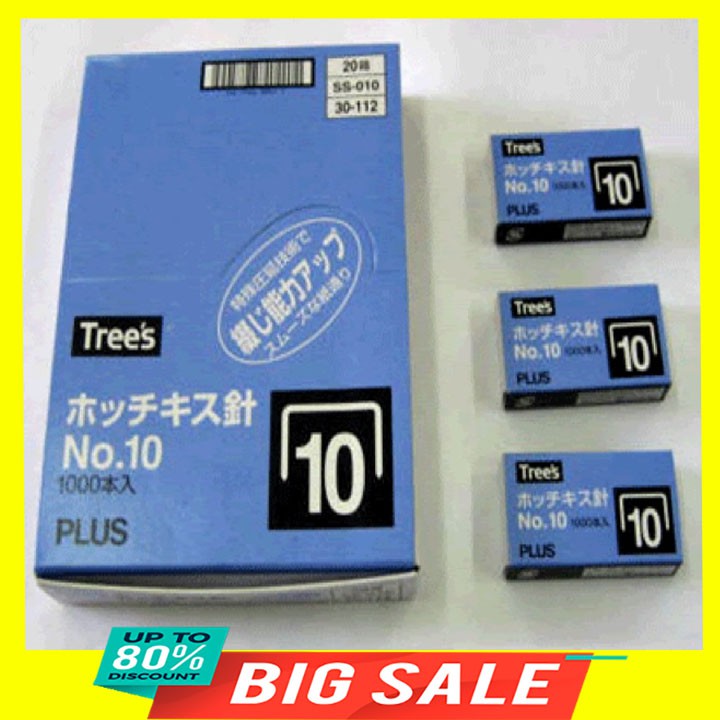 20箱
SS-010
30-112
特殊圧縮技術で
綴じ能力アップ
スムーズな紙通り
Tree's
ホッチキス針
No.10
1000本入
PLUS
10
Tree's
ホッチキス針
No.10 1000本入
PLUS
10
Tree's
ホッチキス針
No.10 1000本入
PLUS
10
Tree's
ホッチキス針
No.10 1000本入
PLUS
10
UP TO
80%
DISCOUNT
BIG SALE